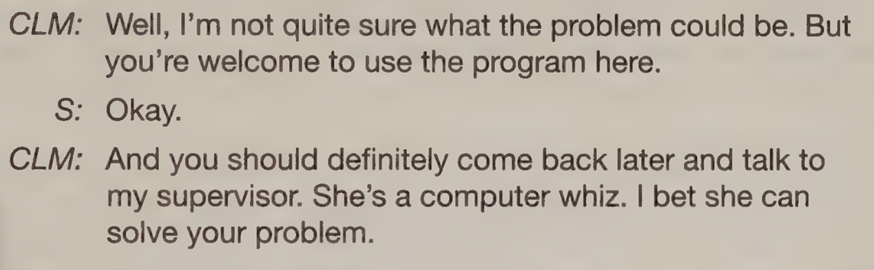 CLM: Well, I'm not quite sure what the problem could be. But
you're welcome to use the program here.
S: Okay.
CLM: And you should definitely come back later and talk to
my supervisor. She's a computer whiz. I bet she can
solve your problem.